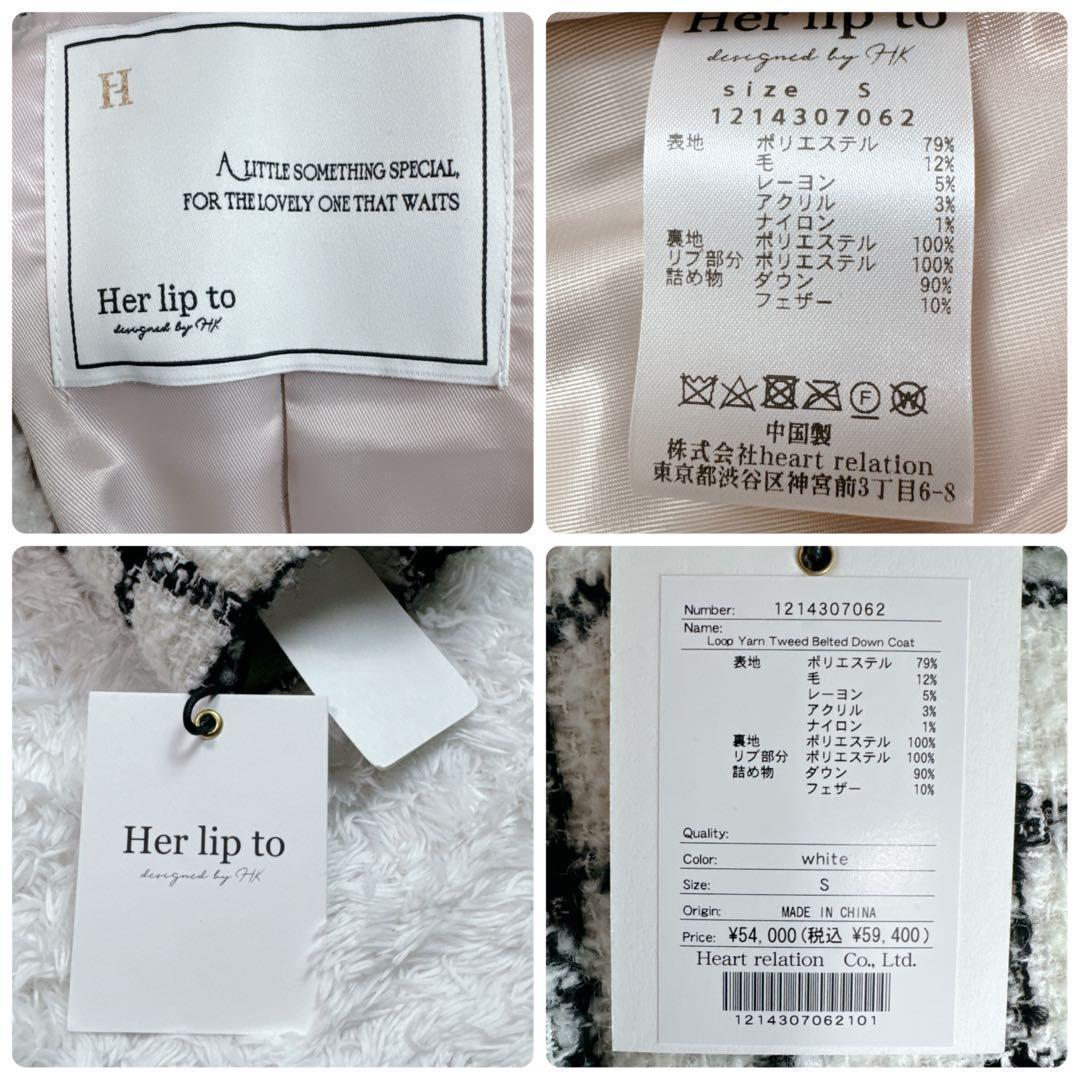 H
A LITTLE SOMETHING SPECIAL,
FOR THE LOVELY ONE THAT WAITS
Her lip to
designed by HK
Her lip to
designed by HK
size S
1214307062
表地 ポリエステル 79%
毛 12%
レーヨン 5%
アクリル 3%
ナイロン 1%
裏地 ポリエステル 100%
リブ部分 ポリエステル 100%
詰め物 ダウン 90%
フェザー 10%
F
W
中国製
株式会社heart relation
東京都渋谷区神宮前3丁目6-8
Her lip to
designed by HK
Number: 1214307062
Name:
Loop Yarn Tweed Belted Down Coat
表地 ポリエステル 79%
毛 12%
レーヨン 5%
アクリル 3%
ナイロン 1%
裏地 ポリエステル 100%
リブ部分 ポリエステル 100%
詰め物 ダウン 90%
フェザー 10%
Quality:
Color: white
Size: S
Origin: MADE IN CHINA
Price: ¥54,000(税込 ¥59,400)
Heart relation Co., Ltd.
1214307062101